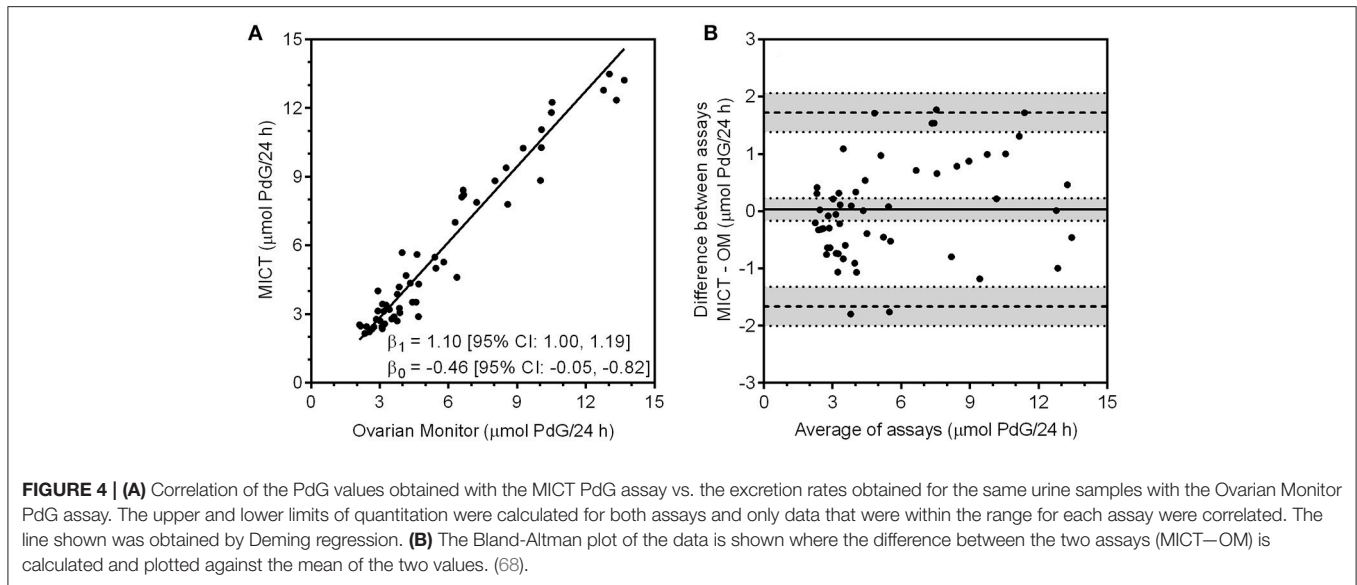 A
15
12
9
6
3
0
MICT (μmol PdG/24 h)
β1 = 1.10 [95% CI: 1.00, 1.19]
β0 = -0.46 [95% CI: -0.05, -0.82]
0 3 6 9 12 15
Ovarian Monitor (μmol PdG/24 h)
B
3
2
1
0
-1
-2
-3
Difference between assays
MICT - OM (μmol PdG/24 h)
0 3 6 9 12 15
Average of assays (μmol PdG/24 h)
FIGURE 4 | (A) Correlation of the PdG values obtained with the MICT PdG assay vs. the excretion rates obtained for the same urine samples with the Ovarian Monitor
PdG assay. The upper and lower limits of quantitation were calculated for both assays and only data that were within the range for each assay were correlated. The
line shown was obtained by Deming regression. (B) The Bland-Altman plot of the data is shown where the difference between the two assays (MICT—OM) is
calculated and plotted against the mean of the two values. (68).